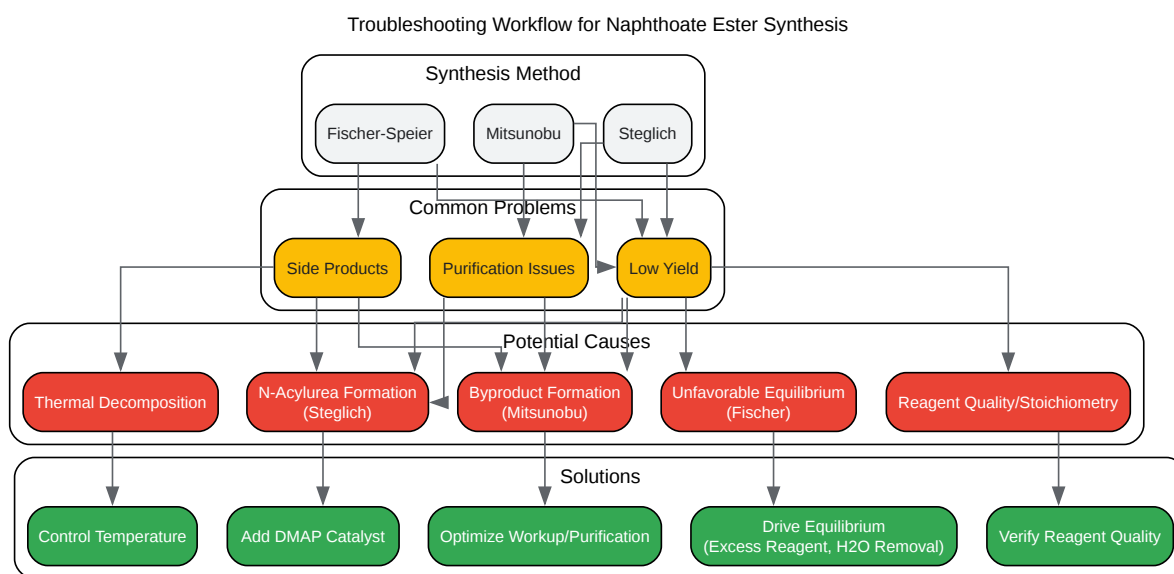 Troubleshooting Workflow for Naphthoate Ester Synthesis
Synthesis Method
Fischer-Speier
Mitsunobu
Steglich
Common Problems
Side Products
Purification Issues
Low Yield
Potential Causes
Thermal Decomposition
N-Acylurea Formation
(Steglich)
Byproduct Formation
(Mitsunobu)
Unfavorable Equilibrium
(Fischer)
Reagent Quality/Stoichiometry
Solutions
Control Temperature
Add DMAP Catalyst
Optimize Workup/Purification
Drive Equilibrium
(Excess Reagent, H2O Removal)
Verify Reagent Quality